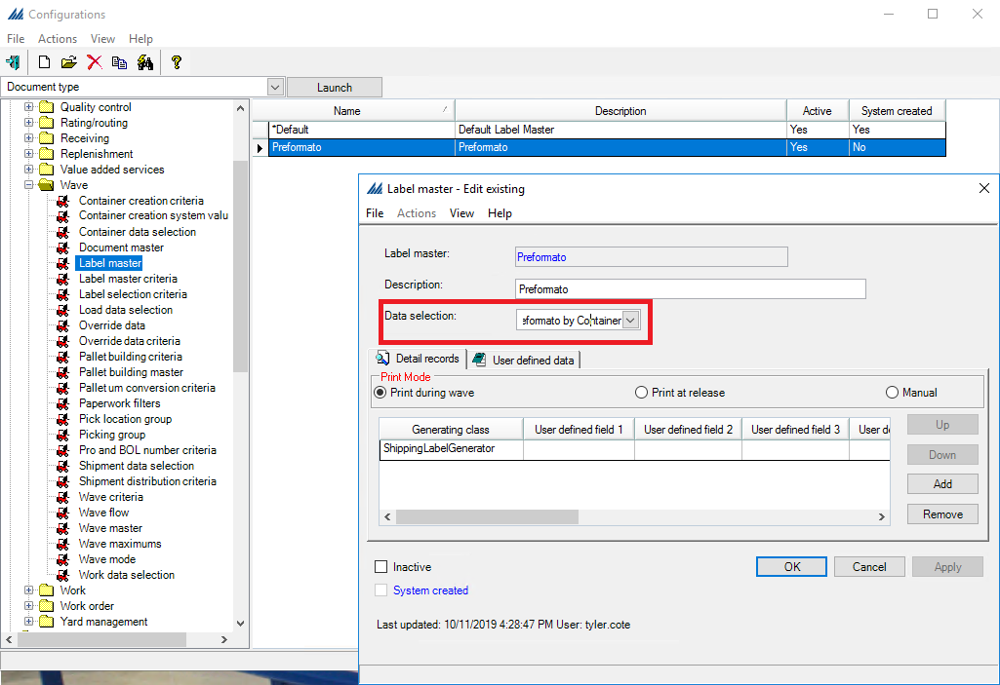 Configurations
File Actions View Help
Document type
Launch
Quality control
Rating/routing
Receiving
Replenishment
Value added services
Wave
Container creation criteria
Container creation system valu
Container data selection
Document master
Label master
Label master criteria
Label selection criteria
Load data selection
Override data
Override data criteria
Pallet building criteria
Pallet building master
Pallet um conversion criteria
Paperwork filters
Pick location group
Picking group
Pro and BOL number criteria
Shipment data selection
Shipment distribution criteria
Wave criteria
Wave flow
Wave master
Wave maximums
Wave mode
Work data selection
Work
Work order
Yard management
Name Description Active System created
*Default Default Label Master Yes Yes
Preformato Preformato Yes No
Label master - Edit existing
File Actions View Help
Label master: Preformato
Description: Preformato
Data selection: eformato by Container
Detail records User defined data
Print Mode
Print during wave Print at release Manual
Generating class User defined field 1 User defined field 2 User defined field 3 User de
ShippingLabelGenerator
Up
Down
Add
Remove
Inactive
System created
OK Cancel Apply
Last updated: 10/11/2019 4:28:47 PM User: tyler.cote